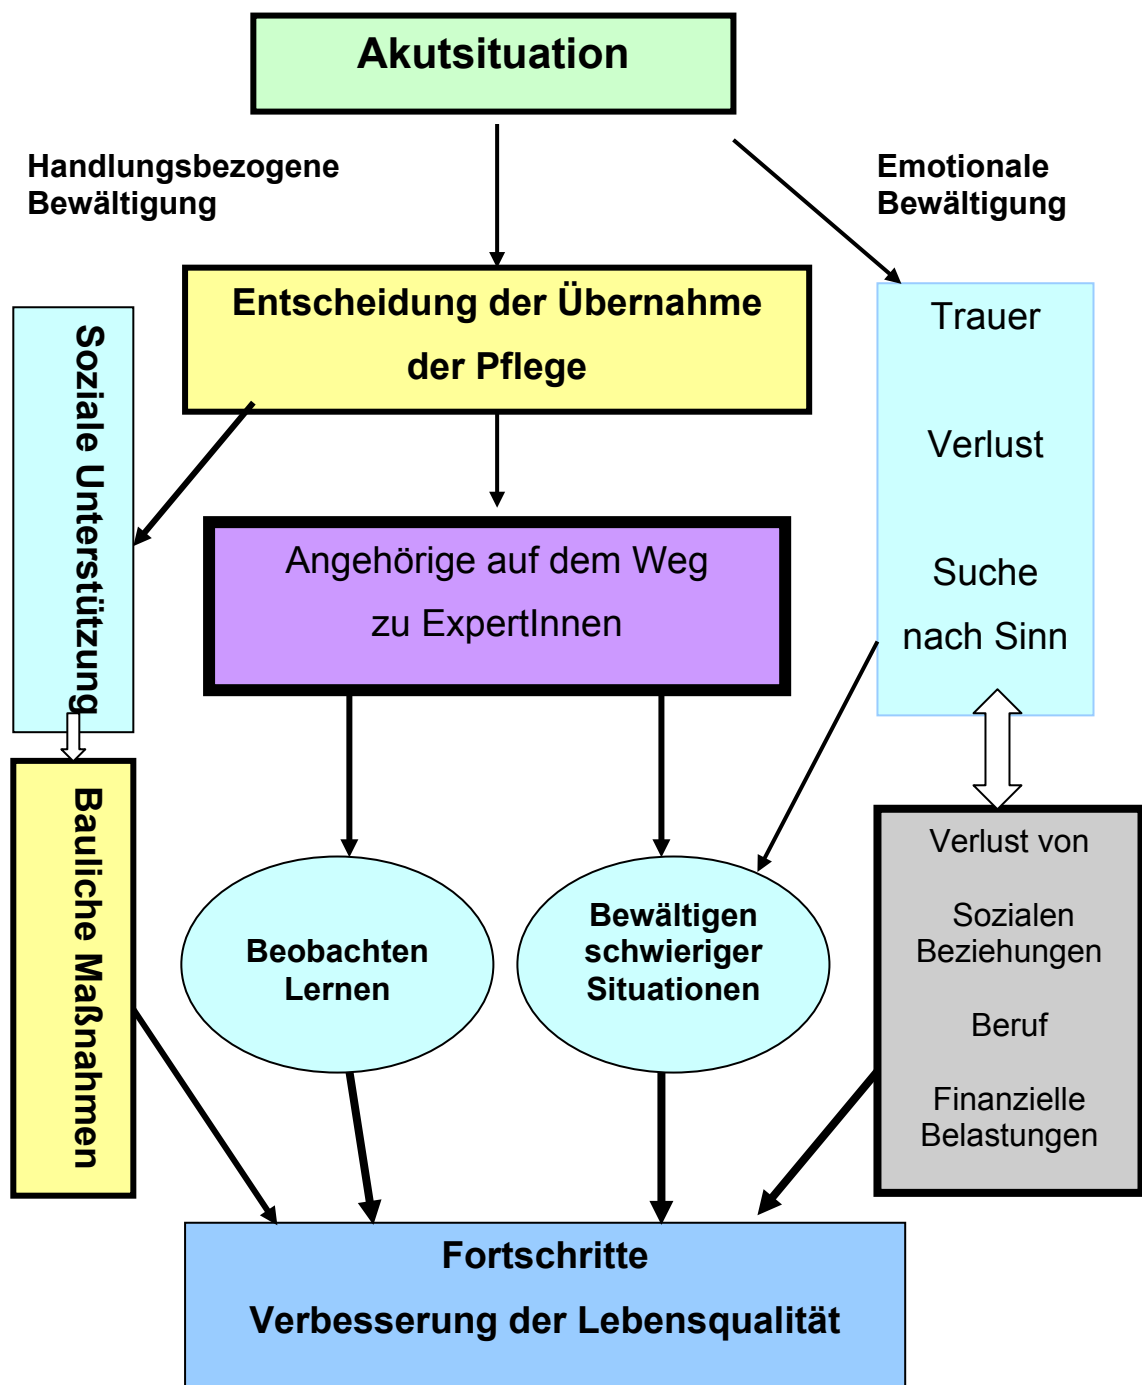 Akutsituation
Handlungsbezogene
Bewältigung
Emotionale
Bewältigung
Entscheidung der Übernahme
der Pflege
Soziale Unterstützung
Trauer
Verlust
Suche
nach Sinn
Angehörige auf dem Weg
zu ExpertInnen
Bauliche Maßnahmen
Beobachten
Lernen
Bewältigen
schwieriger
Situationen
Verlust von
Sozialen
Beziehungen
Beruf
Finanzielle
Belastungen
Fortschritte
Verbesserung der Lebensqualität